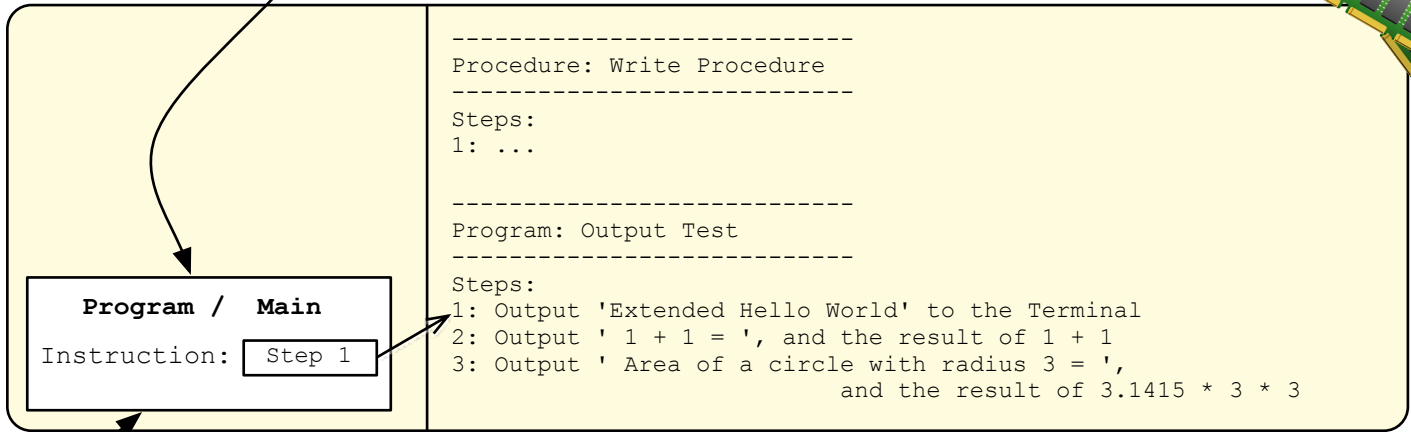 ----------------------------
Procedure: Write Procedure
----------------------------
Steps:
1: ...
----------------------------
Program: Output Test
----------------------------
Steps:
1: Output 'Extended Hello World' to the Terminal
2: Output ' 1 + 1 = ', and the result of 1 + 1
3: Output ' Area of a circle with radius 3 = ',
and the result of 3.1415 * 3 * 3
Program / Main
Instruction: Step 1